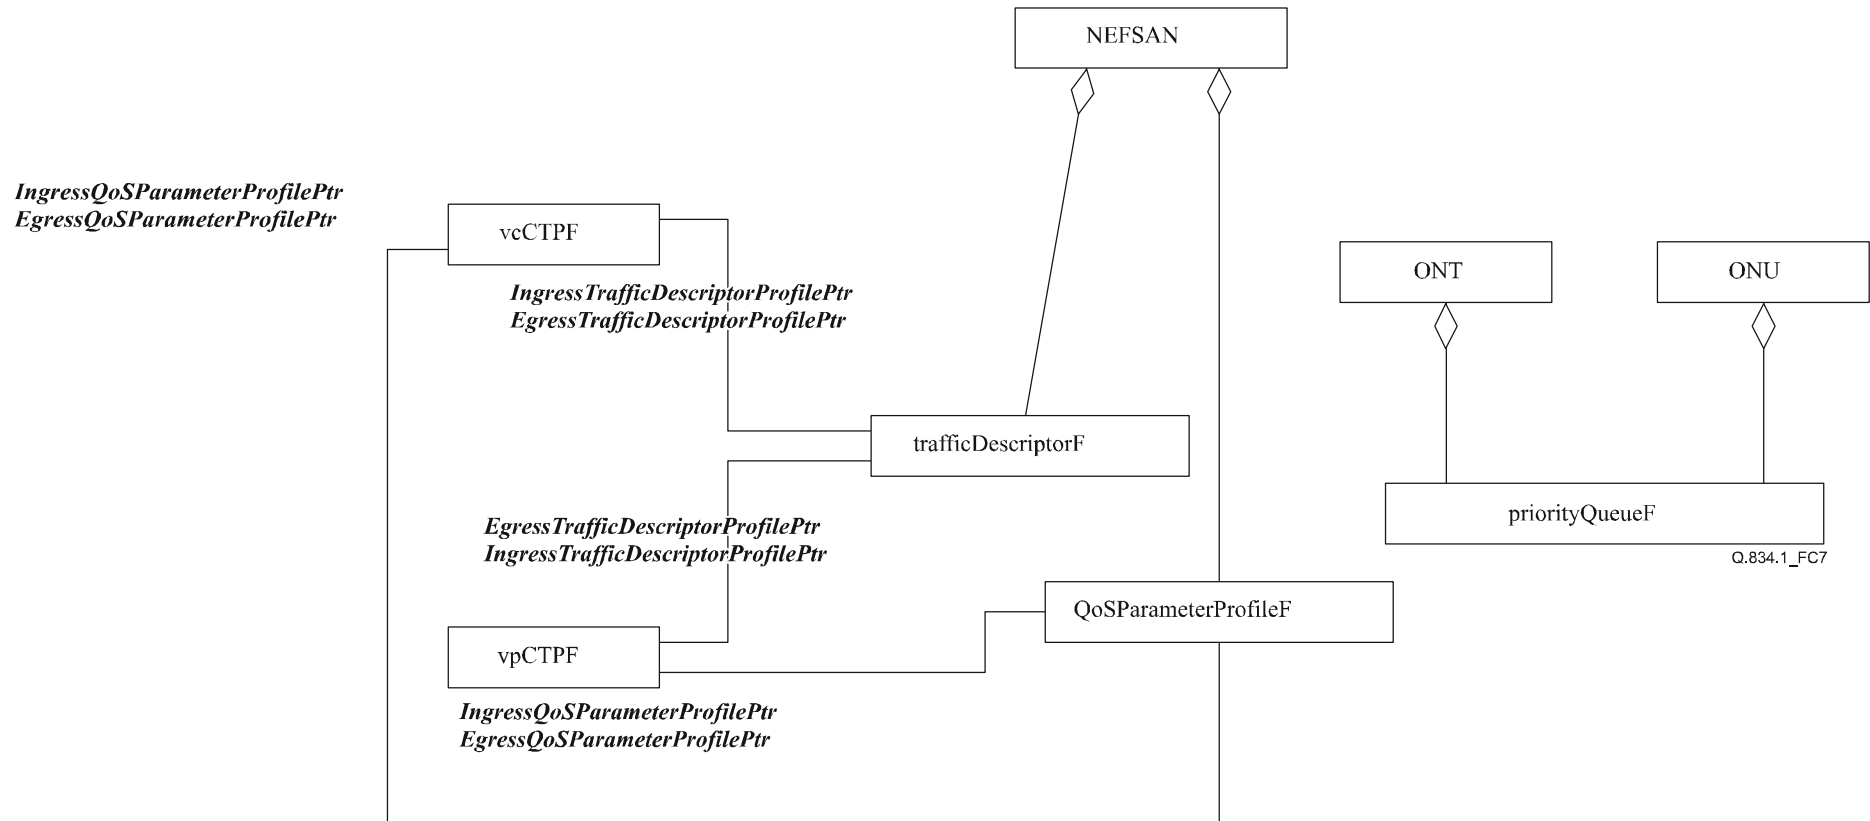 NEFSAN
IngressQoSParameterProfilePtr
EgressQoSParameterProfilePtr
vcCTPF
ONT
ONU
IngressTrafficDescriptorProfilePtr
EgressTrafficDescriptorProfilePtr
trafficDescriptorF
priorityQueueF
Q.834.1_FC7
EgressTrafficDescriptorProfilePtr
IngressTrafficDescriptorProfilePtr
QoSParameterProfileF
vpCTPF
IngressQoSParameterProfilePtr
EgressQoSParameterProfilePtr